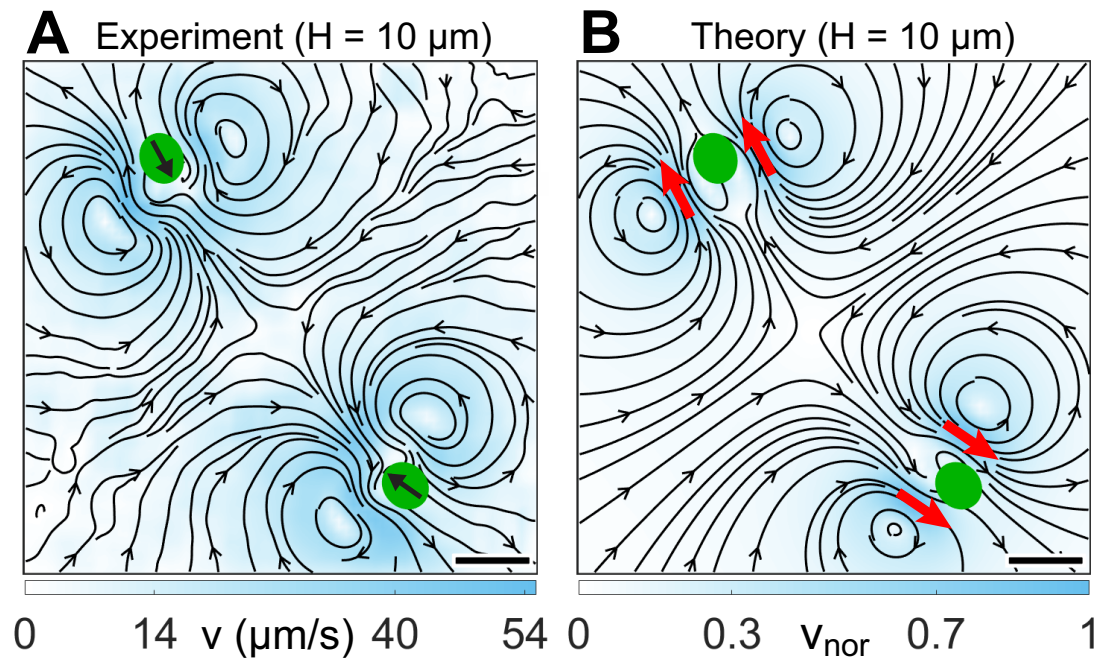 A Experiment (H = 10 μm)
B Theory (H = 10 μm)
0 14 v (μm/s) 40 54
0 0.3 vnor 0.7 1